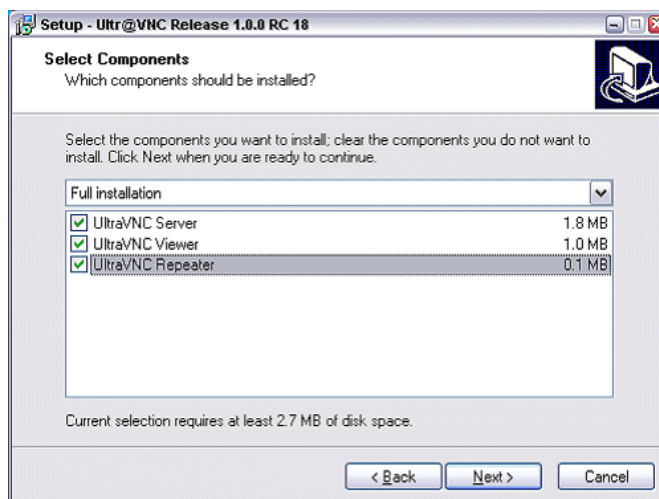 Setup - Ultr@VNC Release 1.0.0 RC 18
Select Components
Which components should be installed?
Select the components you want to install; clear the components you do not want to
install. Click Next when you are ready to continue.
Full installation
UltraVNC Server 1.8 MB
UltraVNC Viewer 1.0 MB
UltraVNC Repeater 0.1 MB
Current selection requires at least 2.7 MB of disk space.
< Back Next > Cancel